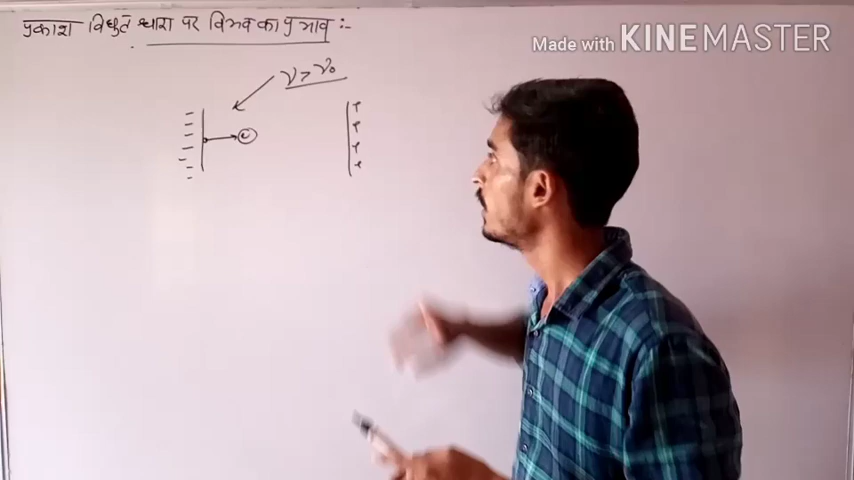 प्रकाश विधुत धारा पर विभव का प्रभाव :-
Made with KINEMASTER
ν > ν₀
- - - - - - -
e
+ + + +